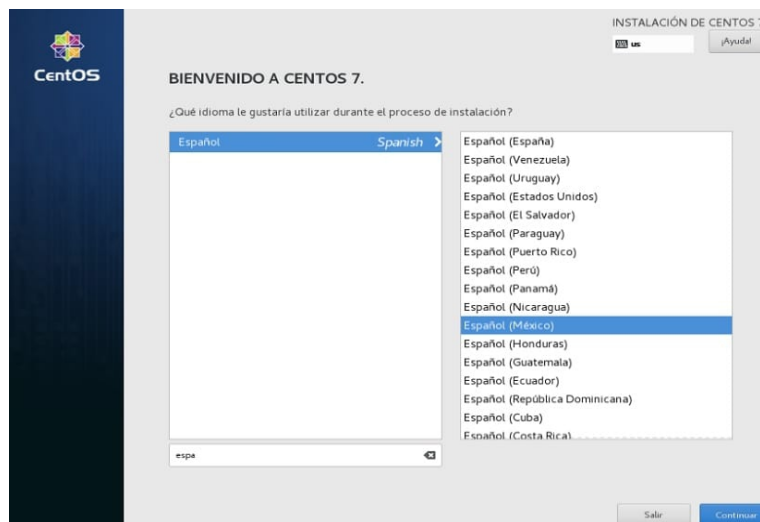 INSTALACIÓN DE CENTOS 7
us
¡Ayuda!
CentOS
BIENVENIDO A CENTOS 7.
¿Qué idioma le gustaría utilizar durante el proceso de instalación?
Español Spanish
Español (España)
Español (Venezuela)
Español (Uruguay)
Español (Estados Unidos)
Español (El Salvador)
Español (Paraguay)
Español (Puerto Rico)
Español (Perú)
Español (Panamá)
Español (Nicaragua)
Español (México)
Español (Honduras)
Español (Guatemala)
Español (Ecuador)
Español (República Dominicana)
Español (Cuba)
Español (Costa Rica)
espa
Salir
Continuar